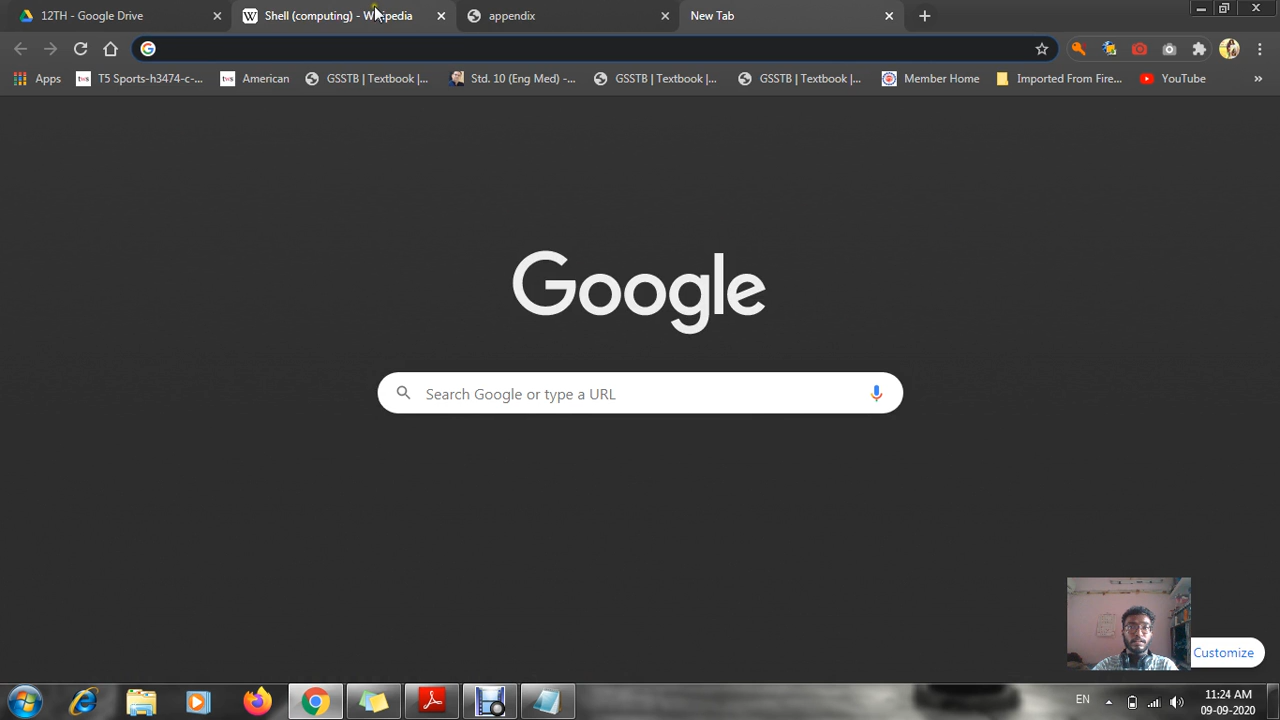 12TH - Google Drive
Shell (computing) - Wikipedia
appendix
New Tab
Apps
T5 Sports-h3474-c-...
American
GSSTB | Textbook |...
Std. 10 (Eng Med) -...
GSSTB | Textbook |...
GSSTB | Textbook |...
Member Home
Imported From Fire...
YouTube
»
Google
Search Google or type a URL
Customize
EN
11:24 AM
09-09-2020